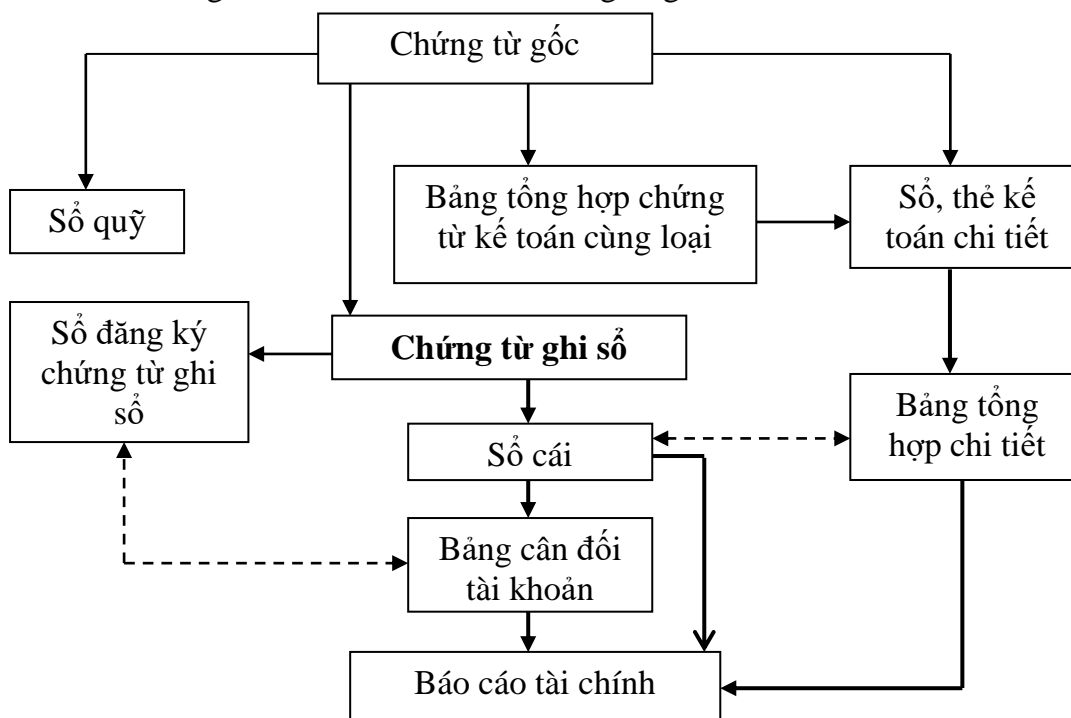 Chứng từ gốc
Sổ quỹ
Bảng tổng hợp chứng
từ kế toán cùng loại
Sổ, thẻ kế
toán chi tiết
Sổ đăng ký
chứng từ ghi
sổ
Chứng từ ghi sổ
Bảng tổng
hợp chi tiết
Sổ cái
Bảng cân đối
tài khoản
Báo cáo tài chính